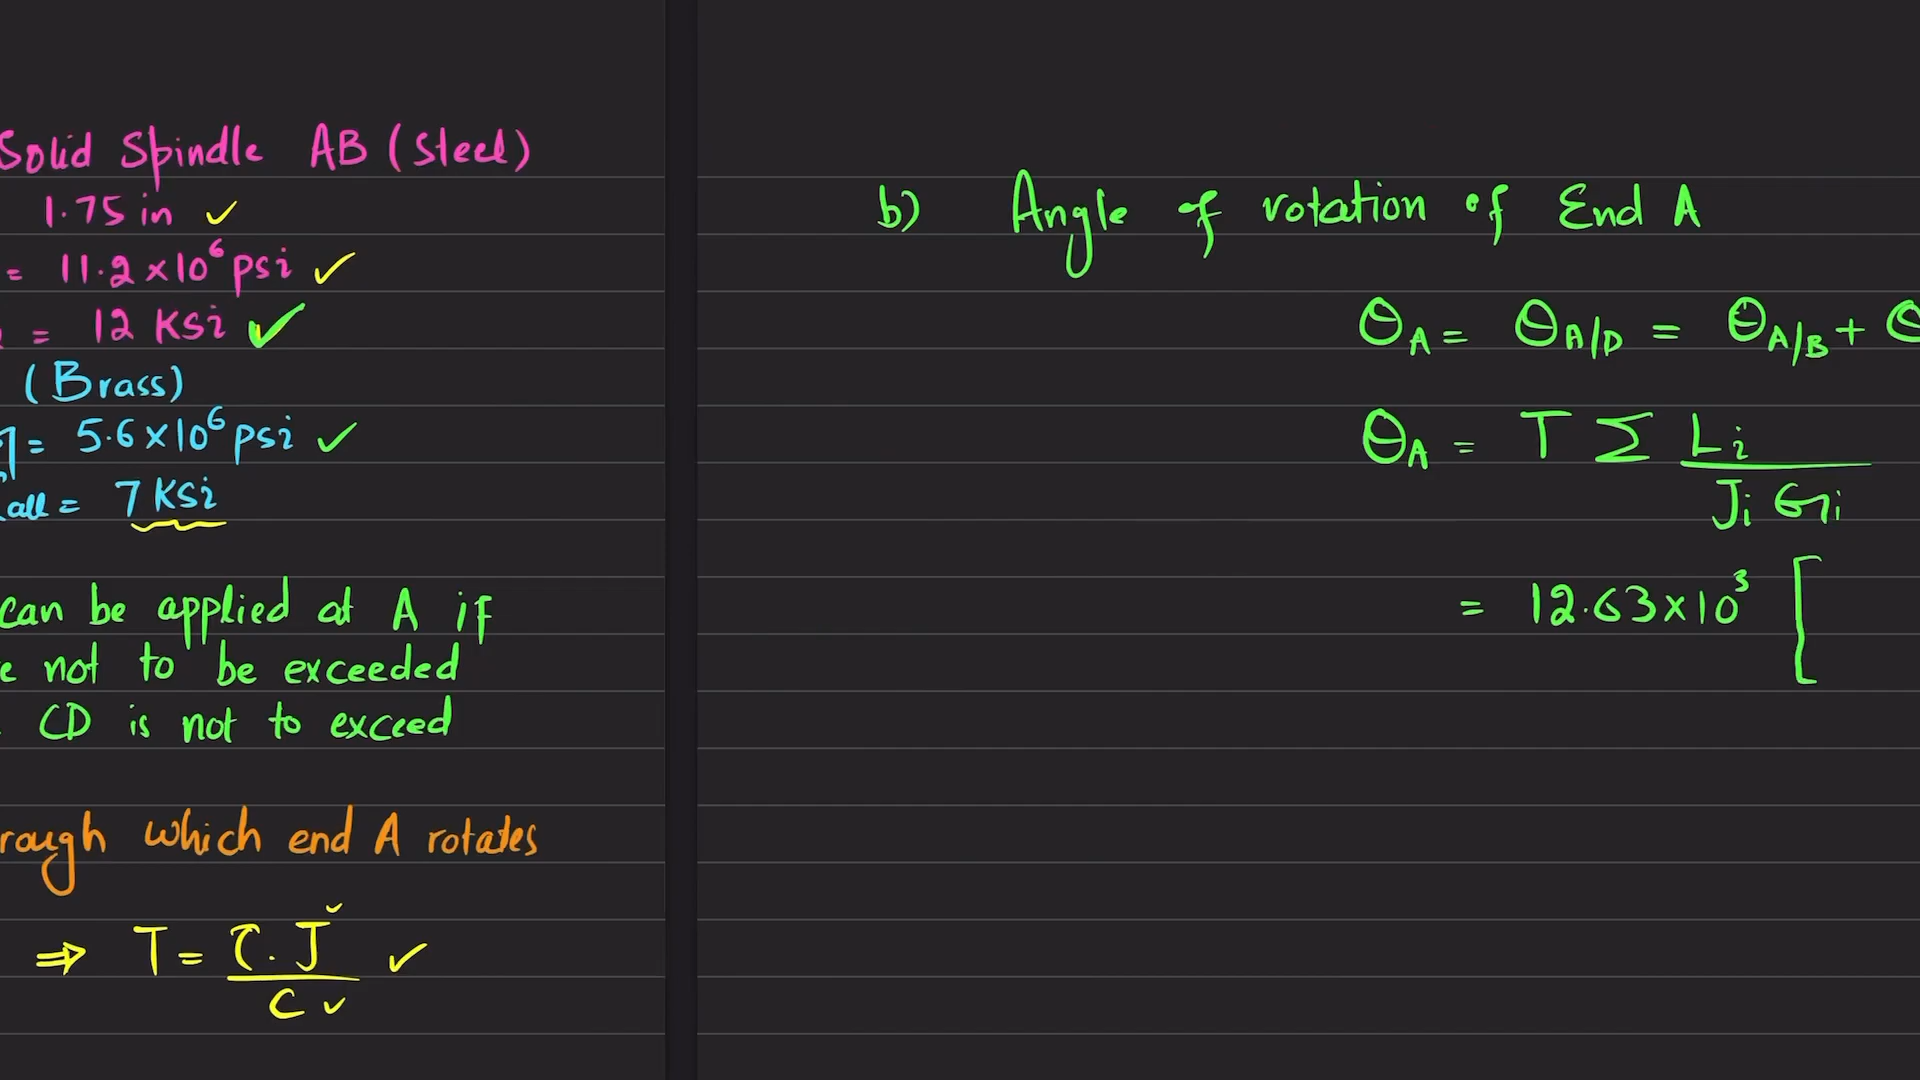 Solid Spindle AB (Steel)
1.75 in ✓
= 11.2×10⁶ psi ✓
= 12 Ksi ✓
(Brass)
= 5.6×10⁶ psi ✓
all = 7 Ksi
can be applied at A if
not to be exceeded
CD is not to exceed
which end A rotates
⇒ T = τ.J / C ✓
b) Angle of rotation of End A
θA = θA/D = θA/B +
θA = T Σ Li / Ji Gi
= 12.63×10³ [